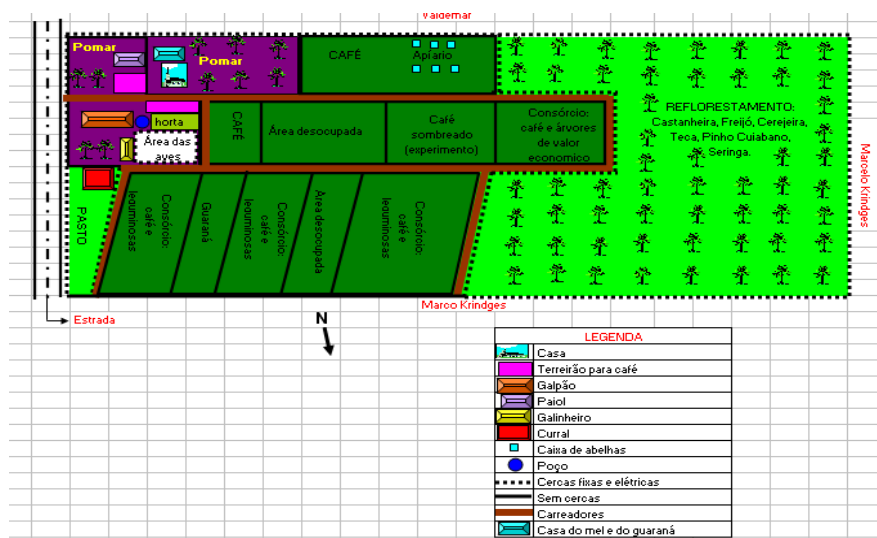 Valdemar
Pomar
Pomar
CAFÉ
Apiário
horta
Área das
aves
CAFÉ
Área desocupada
Café
sombreado
(experimento)
Consórcio:
café e árvores
de valor
economico
REFLORESTAMENTO:
Castanheira, Freijó, Cerejeira,
Teca, Pinho Cuiabano,
Seringa.
Marcelo Krindges
PASTO
Consórcio:
café e
leguminosas
Guaraná
Consórcio:
café e
leguminosas
Área desocupada
Consórcio:
café e
leguminosas
Marco Krindges
Estrada
N
LEGENDA
Casa
Terreirão para café
Galpão
Paiol
Galinheiro
Curral
Caixa de abelhas
Poço
Cercas fixas e elétricas
Sem cercas
Carreadores
Casa do mel e do guaraná